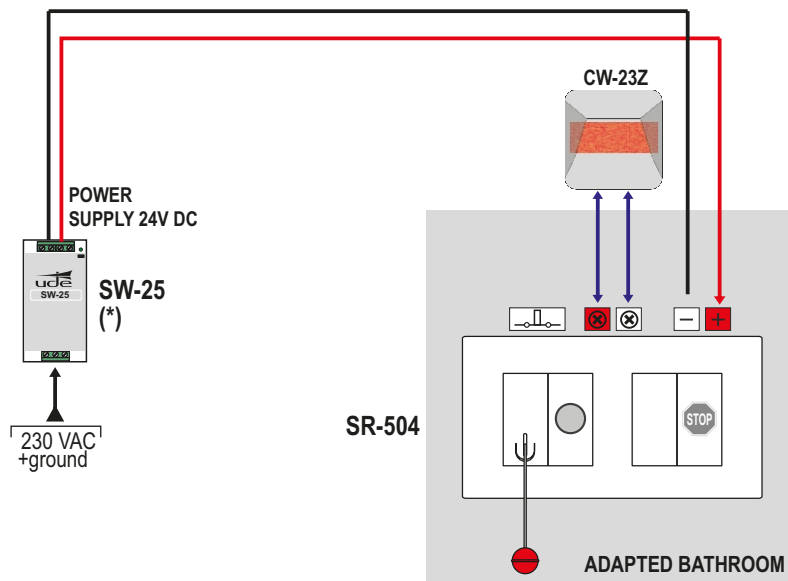 CW-23Z
POWER
SUPPLY 24V DC
ude
SW-25
SW-25
(*)
230 VAC
+ground
− +
SR-504
STOP
ADAPTED BATHROOM